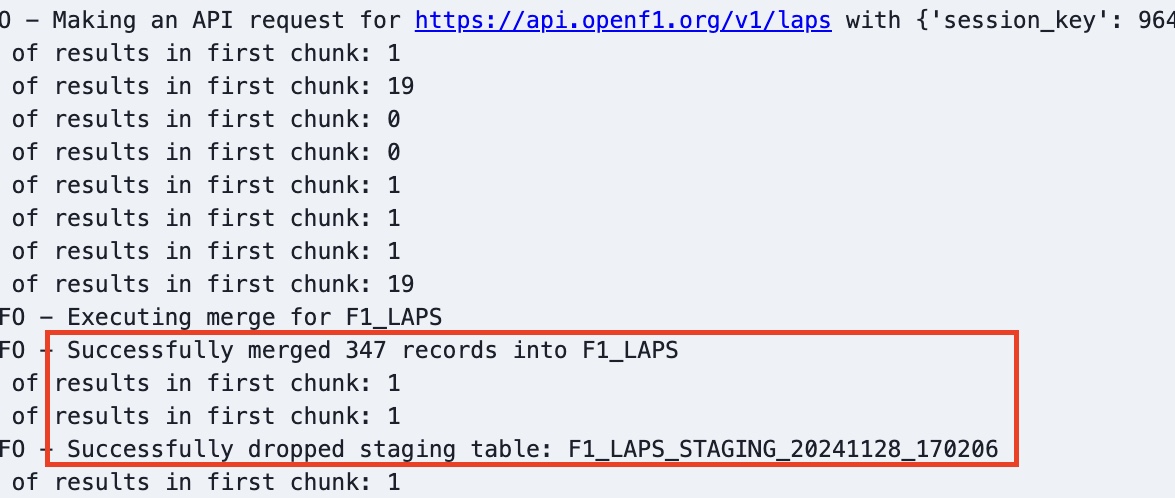 O – Making an API request for https://api.openf1.org/v1/laps with {'session_key': 964
of results in first chunk: 1
of results in first chunk: 19
of results in first chunk: 0
of results in first chunk: 0
of results in first chunk: 1
of results in first chunk: 1
of results in first chunk: 1
of results in first chunk: 19
FO – Executing merge for F1_LAPS
FO – Successfully merged 347 records into F1_LAPS
of results in first chunk: 1
of results in first chunk: 1
FO – Successfully dropped staging table: F1_LAPS_STAGING_20241128_170206
of results in first chunk: 1